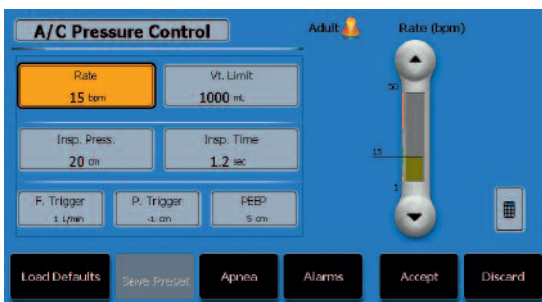 A/C Pressure Control
Adult
Rate (bpm)
Rate
15 bpm
Vt. Limit
1000 mL
Insp. Press.
20 cm
Insp. Time
1.2 sec
F. Trigger
1 L/min
P. Trigger
-1 cm
PEEP
5 cm
50
15
1
Load Defaults
Save Preset
Apnea
Alarms
Accept
Discard